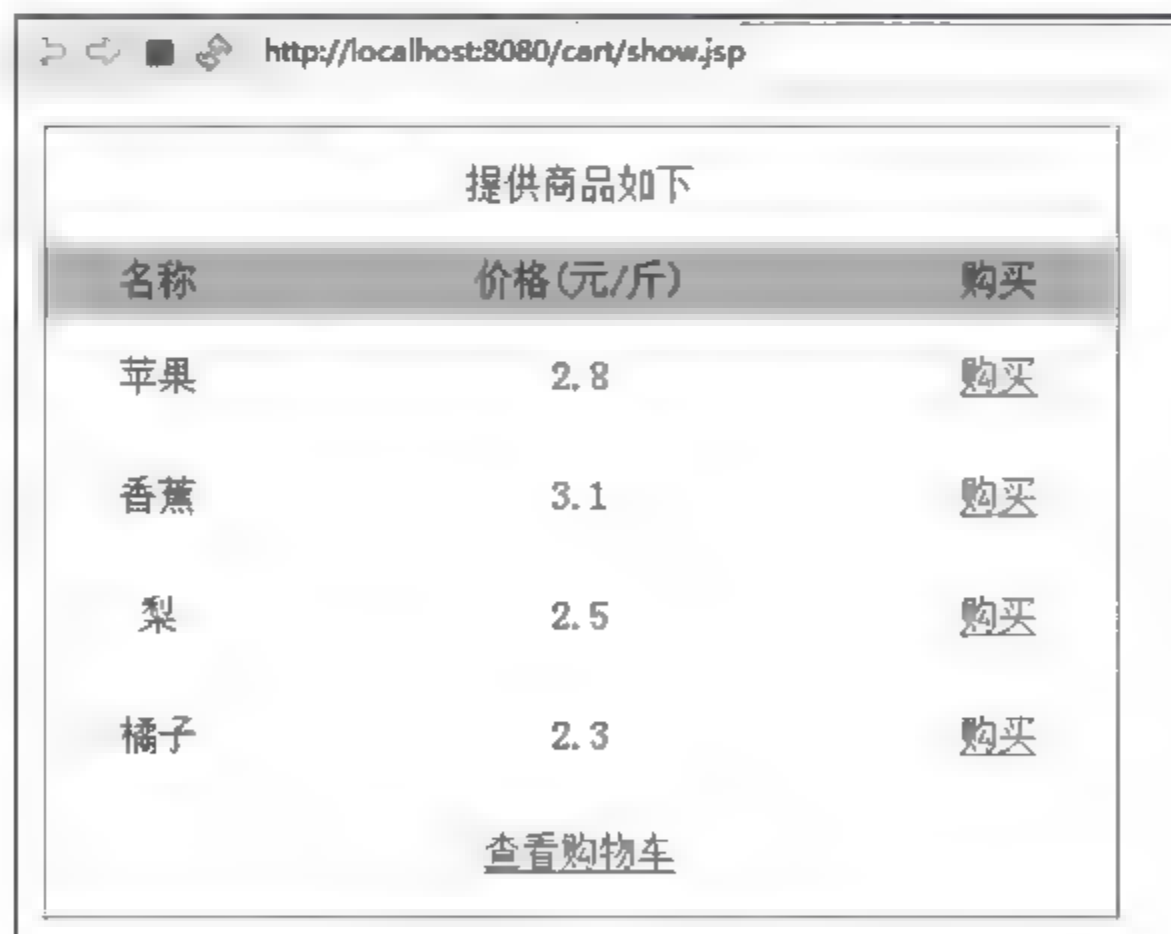 http://localhost:8080/cart/show.jsp
提供商品如下
名称 价格(元/斤) 购买
苹果 2.8 购买
香蕉 3.1 购买
梨 2.5 购买
橘子 2.3 购买
查看购物车